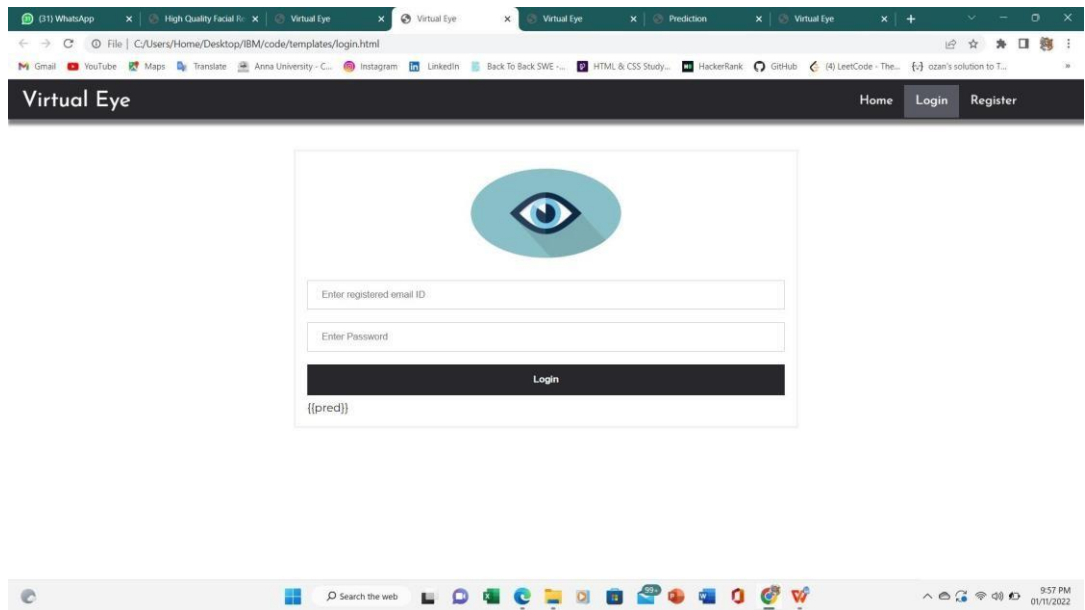 (31) WhatsApp
High Quality Facial Re
Virtual Eye
Virtual Eye
Virtual Eye
Prediction
Virtual Eye
File | C:/Users/Home/Desktop/IBM/code/templates/login.html
Gmail YouTube Maps Translate Anna University - C... Instagram LinkedIn Back To Back SWE -... HTML & CSS Study... HackerRank GitHub (4) LeetCode - The... ozan's solution to T...
Virtual Eye
Home Login Register
Enter registered email ID
Enter Password
Login
{{pred}}
Search the web
99+
9:57 PM
01/11/2022